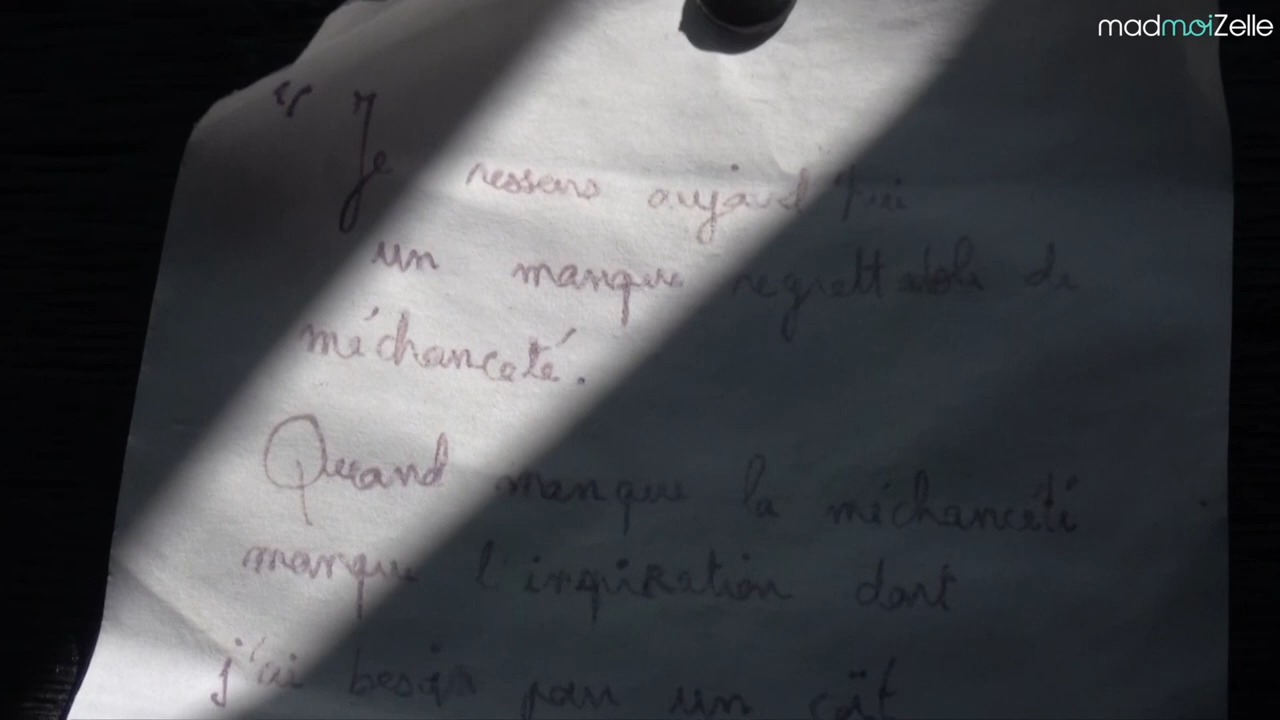 madmoiZelle
" Je ressens aujourd'hui
un manque regrettable de
méchanceté.
Quand manque la méchanceté
manque l'inspiration dont
j'ai besoin pour un